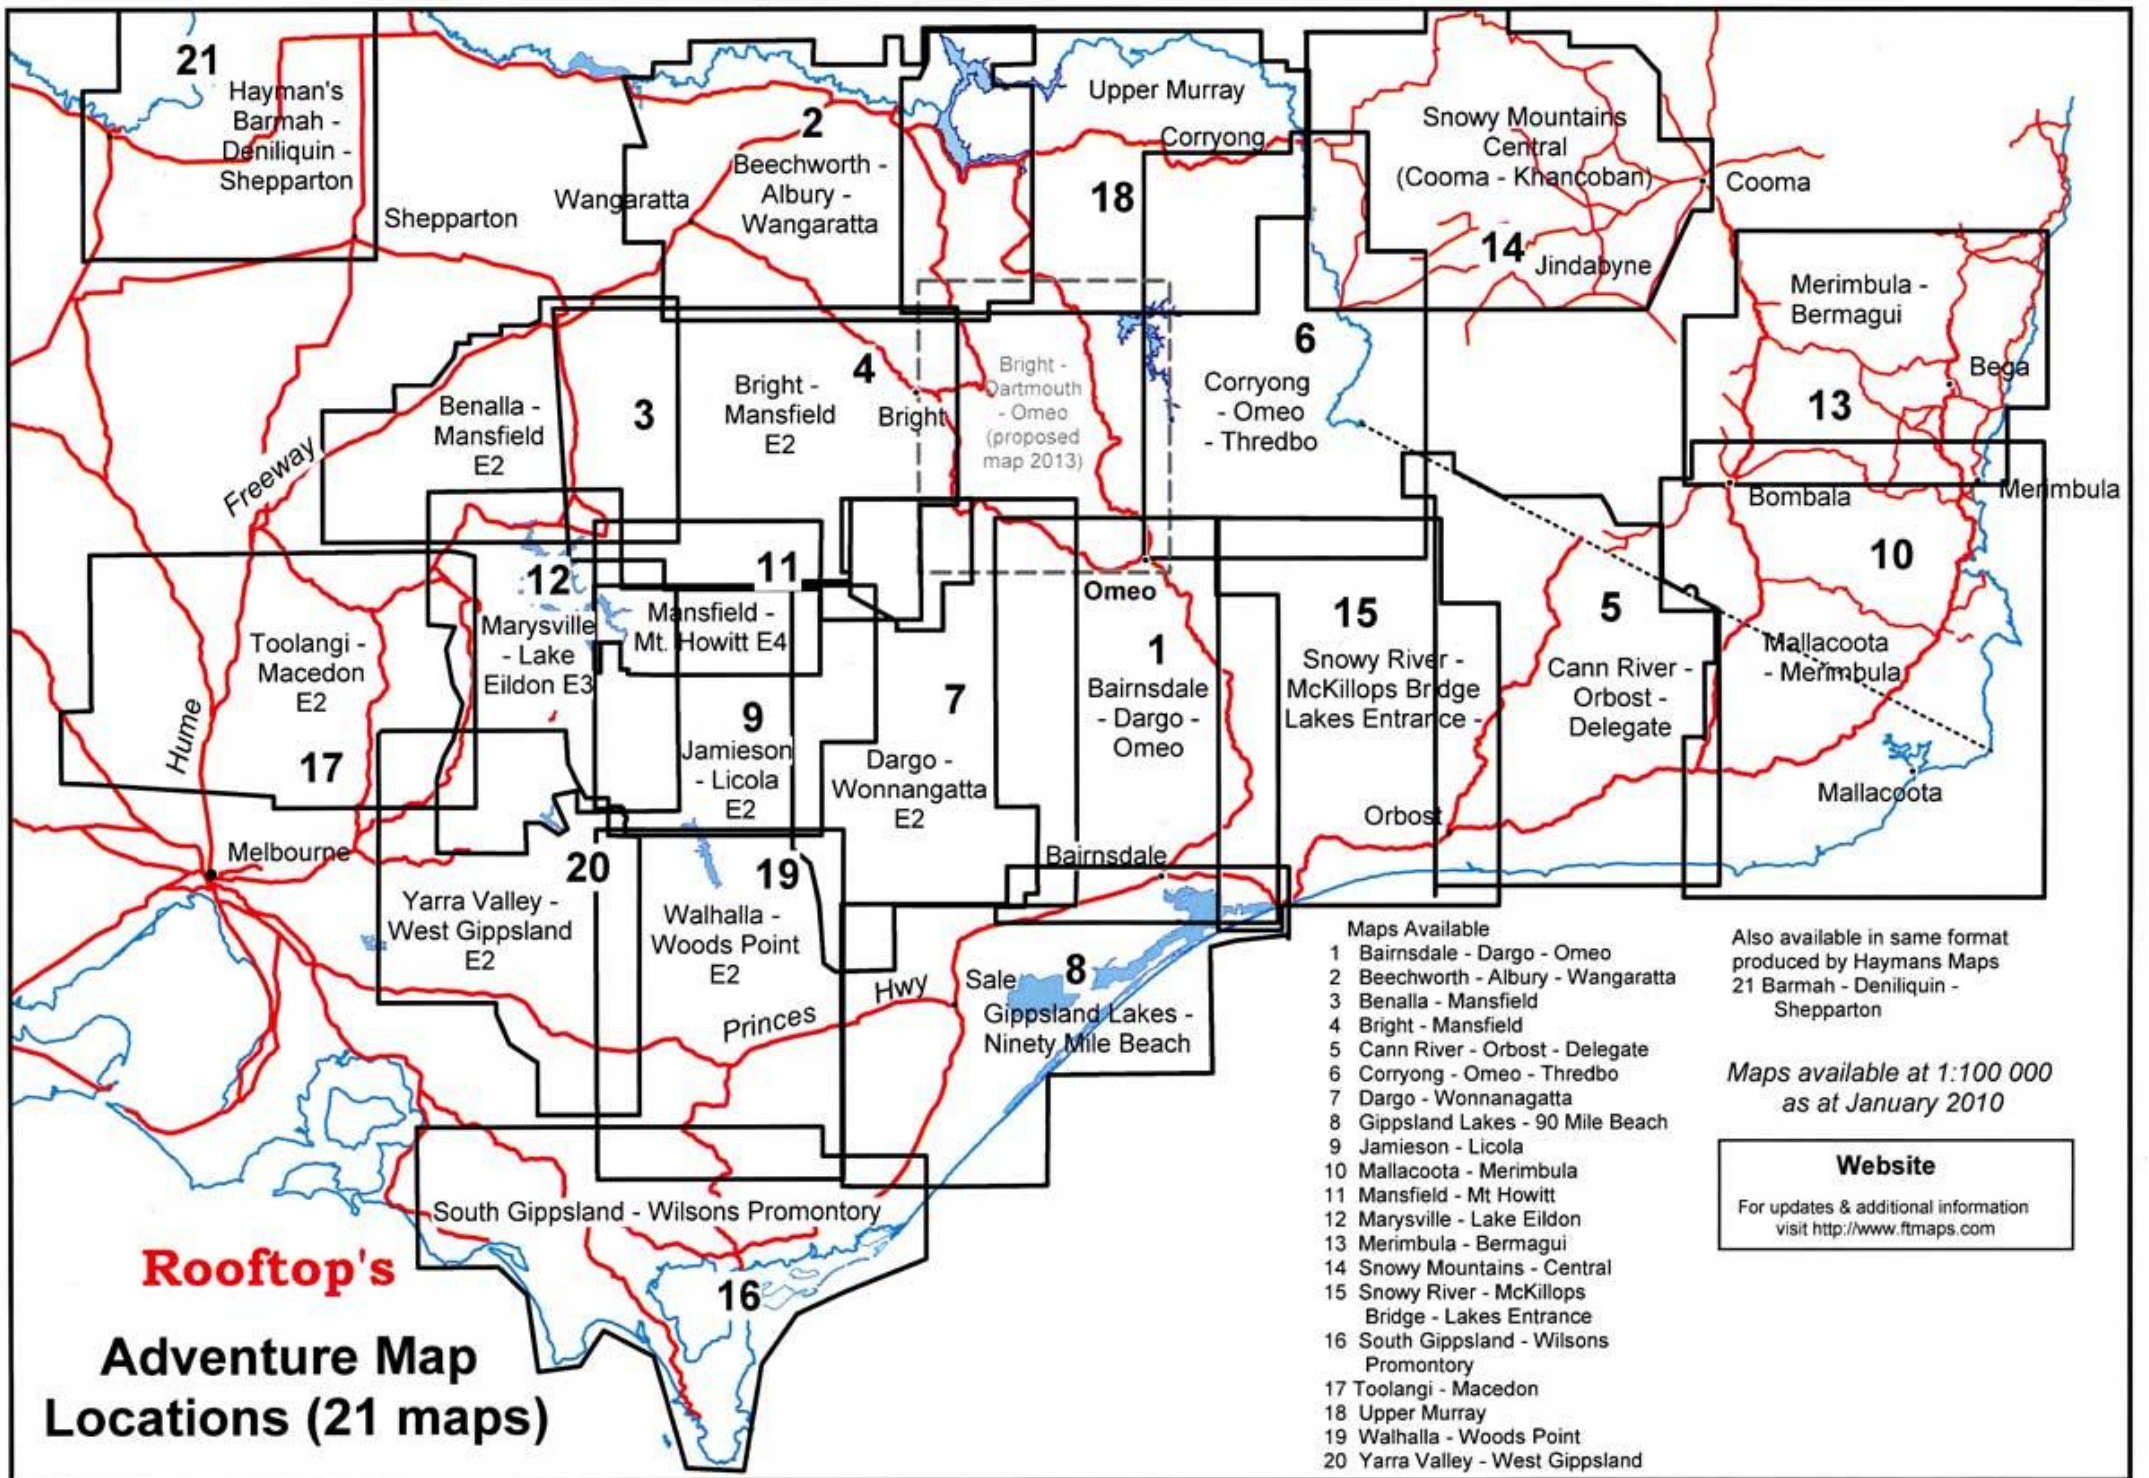 21
Hayman's
Barmah -
Deniliquin -
Shepparton
Shepparton
Wangaratta
2
Beechworth -
Albury -
Wangaratta
Upper Murray
Corryong
18
Snowy Mountains
Central
(Cooma - Khancoban)
14
Jindabyne
Cooma
Merimbula -
Bermagui
Bega
13
Merimbula
Bombala
10
Mallacoota
- Merimbula
Mallacoota
Benalla -
Mansfield
E2
3
Bright -
Mansfield
E2
4
Bright
Bright -
Dartmouth
- Omeo
(proposed
map 2013)
6
Corryong
- Omeo
- Thredbo
Freeway
Hume
Toolangi -
Macedon
E2
17
12
Marysville
- Lake
Eildon E3
11
Mansfield -
Mt. Howitt E4
9
Jamieson
- Licola
E2
7
Dargo -
Wonnangatta
E2
Omeo
1
Bairnsdale
- Dargo -
Omeo
15
Snowy River -
McKillops Bridge
Lakes Entrance -
5
Cann River -
Orbost -
Delegate
Orbost
Melbourne
20
Yarra Valley -
West Gippsland
E2
19
Walhalla -
Woods Point
E2
Bairnsdale
Princes
Hwy
Sale
8
Gippsland Lakes -
Ninety Mile Beach
South Gippsland - Wilsons Promontory
16
Rooftop's
Adventure Map
Locations (21 maps)
Maps Available
1 Bairnsdale - Dargo - Omeo
2 Beechworth - Albury - Wangaratta
3 Benalla - Mansfield
4 Bright - Mansfield
5 Cann River - Orbost - Delegate
6 Corryong - Omeo - Thredbo
7 Dargo - Wonnanagatta
8 Gippsland Lakes - 90 Mile Beach
9 Jamieson - Licola
10 Mallacoota - Merimbula
11 Mansfield - Mt Howitt
12 Marysville - Lake Eildon
13 Merimbula - Bermagui
14 Snowy Mountains - Central
15 Snowy River - McKillops
Bridge - Lakes Entrance
16 South Gippsland - Wilsons
Promontory
17 Toolangi - Macedon
18 Upper Murray
19 Walhalla - Woods Point
20 Yarra Valley - West Gippsland
Also available in same format
produced by Haymans Maps
21 Barmah - Deniliquin -
Shepparton
Maps available at 1:100 000
as at January 2010
Website
For updates & additional information
visit http://www.ftmaps.com